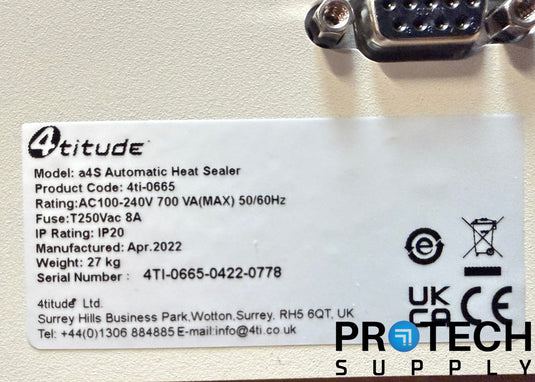 4titude
Model: a4S Automatic Heat Sealer
Product Code: 4ti-0665
Rating:AC100-240V 700 VA(MAX) 50/60Hz
Fuse:T250Vac 8A
IP Rating: IP20
Manufactured: Apr.2022
Weight: 27 kg
Serial Number : 4TI-0665-0422-0778
4titude Ltd.
Surrey Hills Business Park,Wotton,Surrey. RH5 6QT, UK
Tel: +44(0)1306 884885 E-mail:info@4ti.co.uk
e
UK
CA CE
PROTECH
SUPPLY